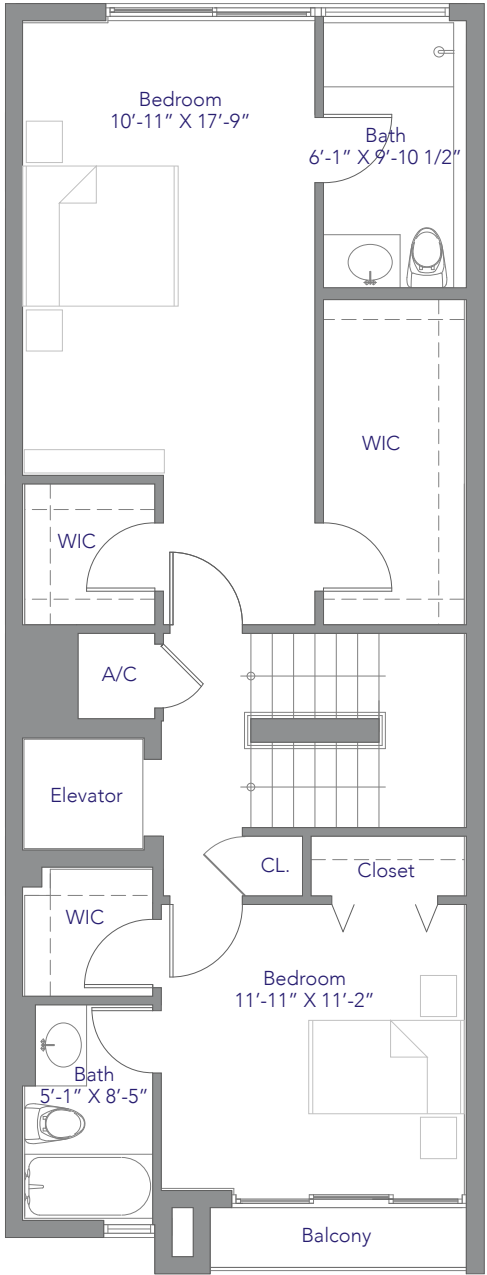 Bedroom
10’-11” X 17’-9”
Bath
6’-1” X 9’-10 1/2”
WIC
WIC
A/C
Elevator
CL.
Closet
WIC
Bedroom
11’-11” X 11’-2”
Bath
5’-1” X 8’-5”
Balcony